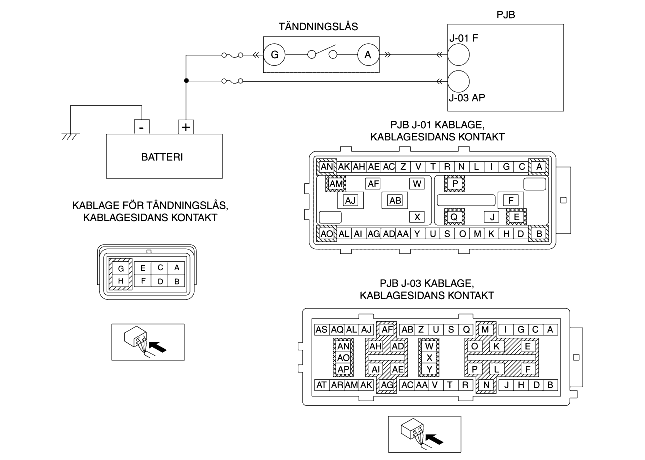 TÄNDNINGSLÅS
PJB
G
A
J-01 F
J-03 AP
- +
BATTERI
PJB J-01 KABLAGE,
KABLAGESIDANS KONTAKT
AN AK AH AE AC Z V T R N L I G C A
AM AF W P
AJ AB F
X Q J E
AO AL AI AG AD AA Y U S O M K H D B
KABLAGE FÖR TÄNDNINGSLÅS,
KABLAGESIDANS KONTAKT
G E C A
H F D B
PJB J-03 KABLAGE,
KABLAGESIDANS KONTAKT
AS AQ AL AJ AF AB Z U S Q M I G C A
AN AH AD W O K E
AO X
AP AI AE Y P L F
AT AR AM AK AG AC AA V T R N J H D B